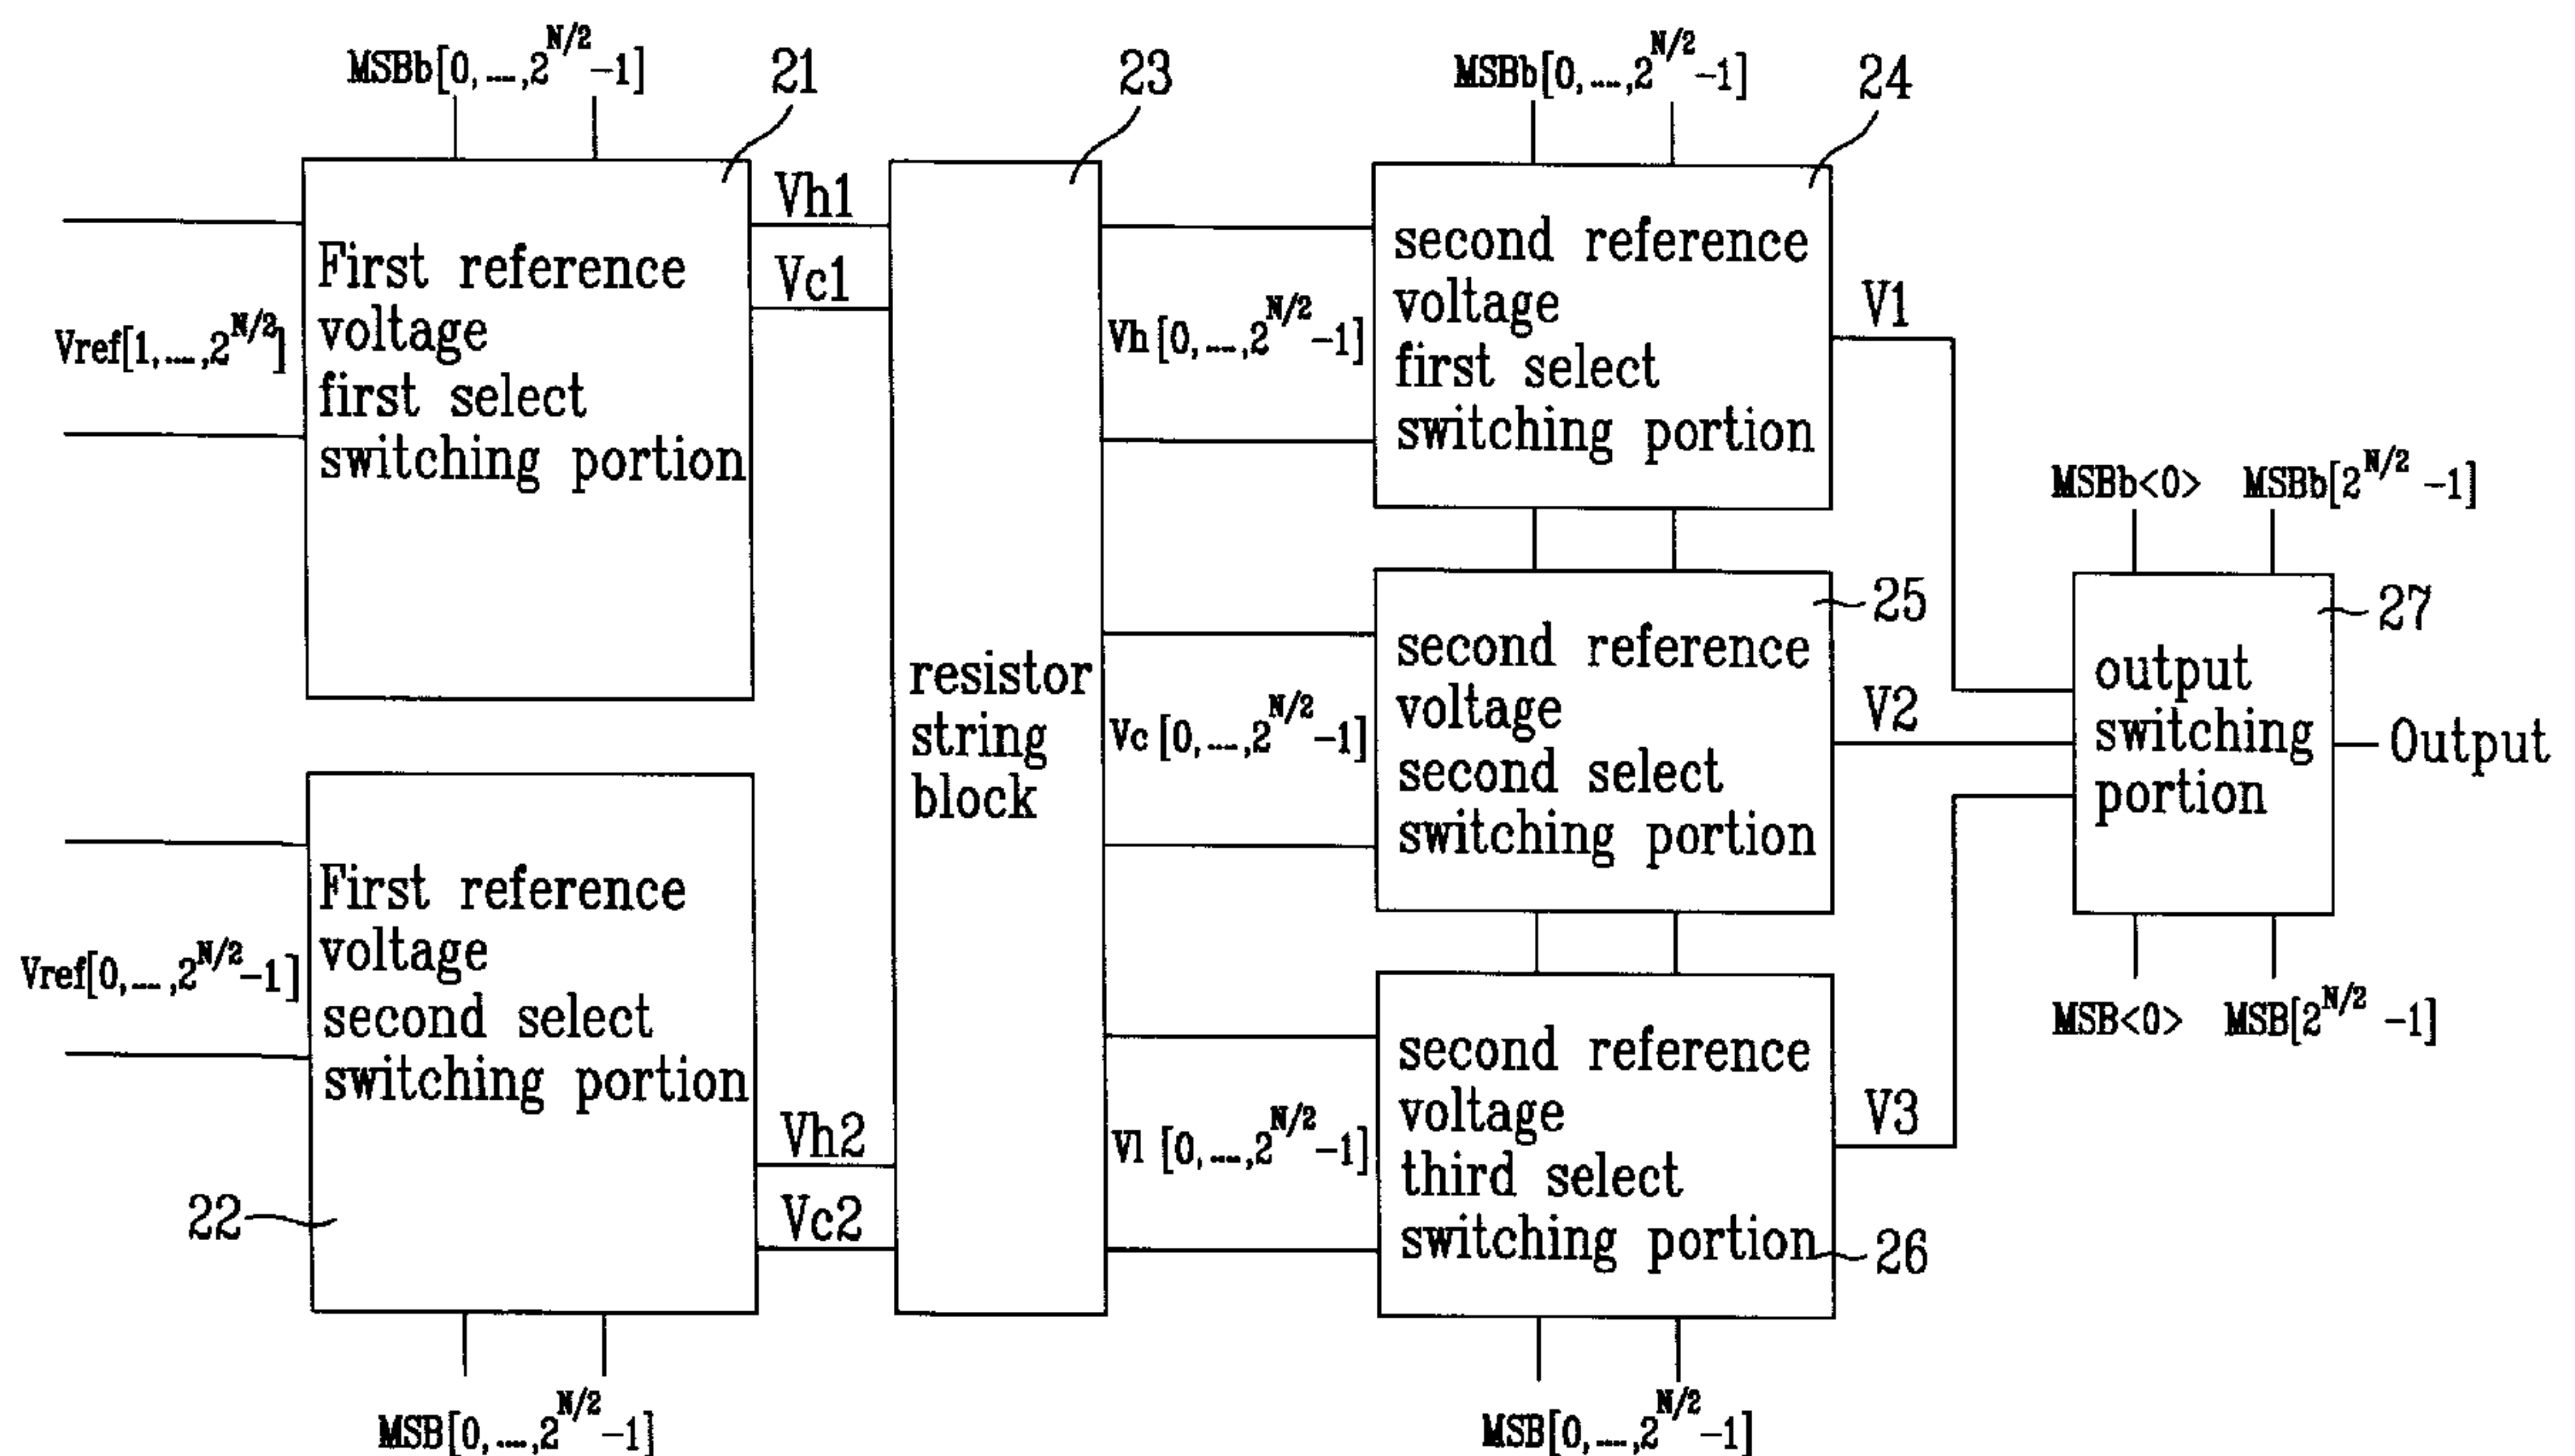 MSBb[0,....,2^N/2 -1]
21
23
MSBb[0,....,2^N/2 -1]
24
Vref[1,....,2^N/2]
First reference
voltage
first select
switching portion
Vh1
Vc1
resistor
string
block
Vh [0,....,2^N/2 -1]
second reference
voltage
first select
switching portion
V1
Vc [0,....,2^N/2 -1]
second reference
voltage
second select
switching portion
25
V2
MSBb<0>
MSBb[2^N/2 -1]
27
output
switching
portion
Output
MSB<0>
MSB[2^N/2 -1]
Vref[0,....,2^N/2 -1]
First reference
voltage
second select
switching portion
22
Vh2
Vc2
Vl [0,....,2^N/2 -1]
second reference
voltage
third select
switching portion
26
V3
MSB[0,....,2^N/2 -1]
MSB[0,....,2^N/2 -1]